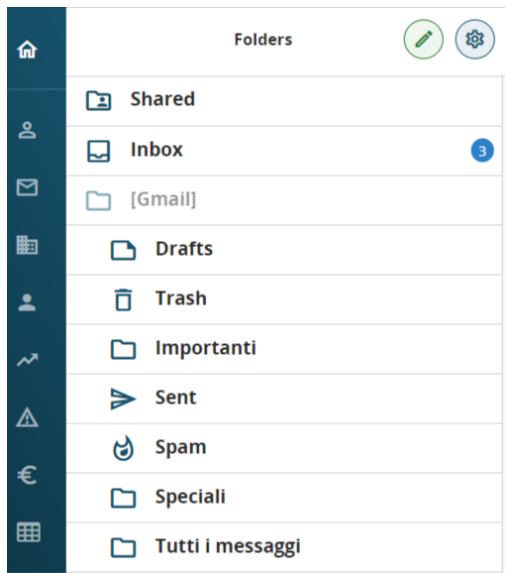 Folders
Shared
Inbox
3
[Gmail]
Drafts
Trash
Importanti
Sent
Spam
Speciali
Tutti i messaggi